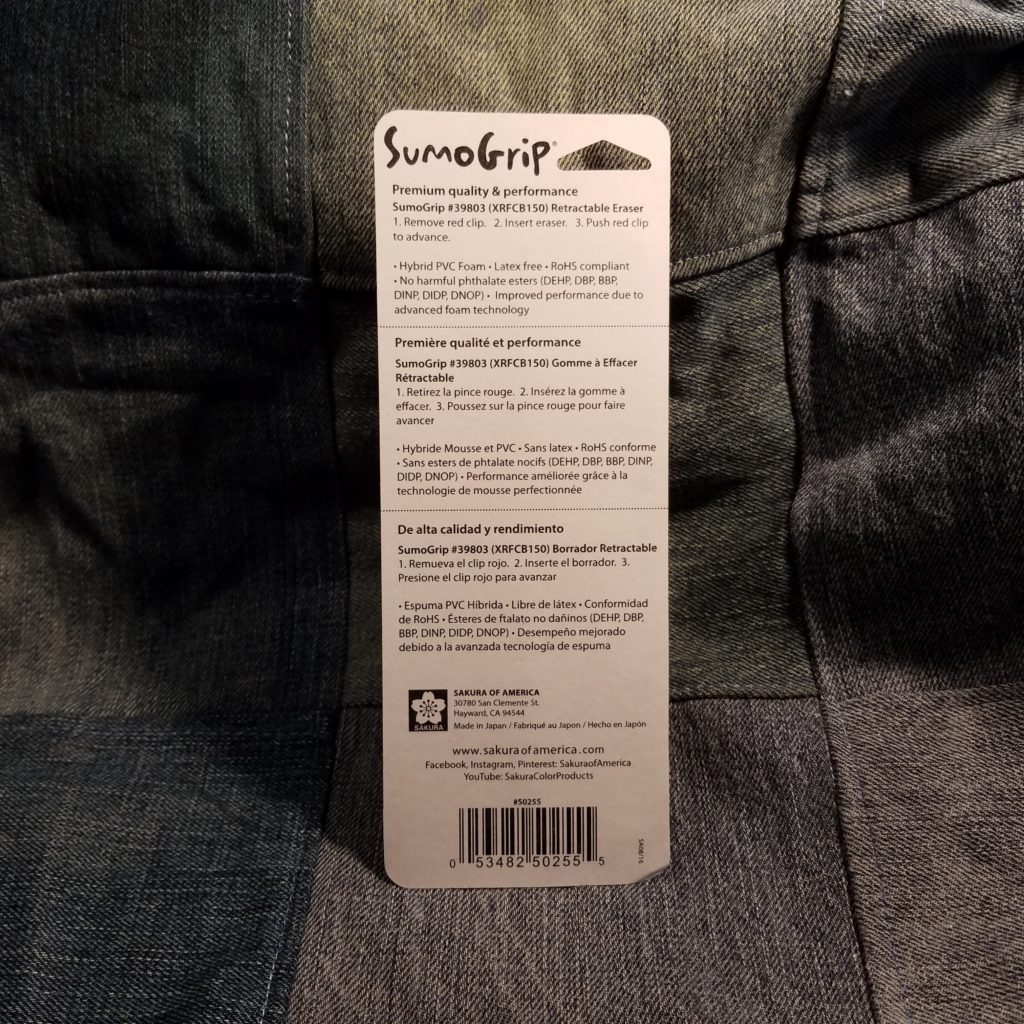 SumoGrip®
Premium quality & performance
SumoGrip #39803 (XRFCB150) Retractable Eraser
1. Remove red clip. 2. Insert eraser. 3. Push red clip
to advance.
• Hybrid PVC Foam • Latex free • RoHS compliant
• No harmful phthalate esters (DEHP, DBP, BBP,
DINP, DIDP, DNOP) • Improved performance due to
advanced foam technology
Première qualité et performance
SumoGrip #39803 (XRFCB150) Gomme à Effacer
Rétractable
1. Retirez la pince rouge. 2. Insérez la gomme à
effacer. 3. Poussez sur la pince rouge pour faire
avancer
• Hybride Mousse et PVC • Sans latex • RoHS conforme
• Sans esters de phtalate nocifs (DEHP, DBP, BBP, DINP,
DIDP, DNOP) • Performance améliorée grâce à la
technologie de mousse perfectionnée
De alta calidad y rendimiento
SumoGrip #39803 (XRFCB150) Borrador Retractable
1. Remueva el clip rojo. 2. Inserte el borrador. 3.
Presione el clip rojo para avanzar
• Espuma PVC Híbrida • Libre de látex • Conformidad
de RoHS • Ésteres de ftalato no dañinos (DEHP, DBP,
BBP, DINP, DIDP, DNOP) • Desempeño mejorado
debido a la avanzada tecnología de espuma
SAKURA
SAKURA OF AMERICA
30780 San Clemente St.
Hayward, CA 94544
Made in Japan / Fabriqué au Japon / Hecho en Japón
www.sakuraofamerica.com
Facebook, Instagram, Pinterest: SakuraofAmerica
YouTube: SakuraColorProducts
#50255
0 53482 50255 5